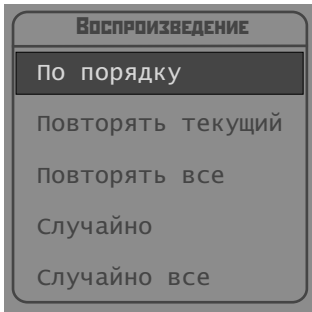 Воспроизведение
По порядку
Повторять текущий
Повторять все
Случайно
Случайно все